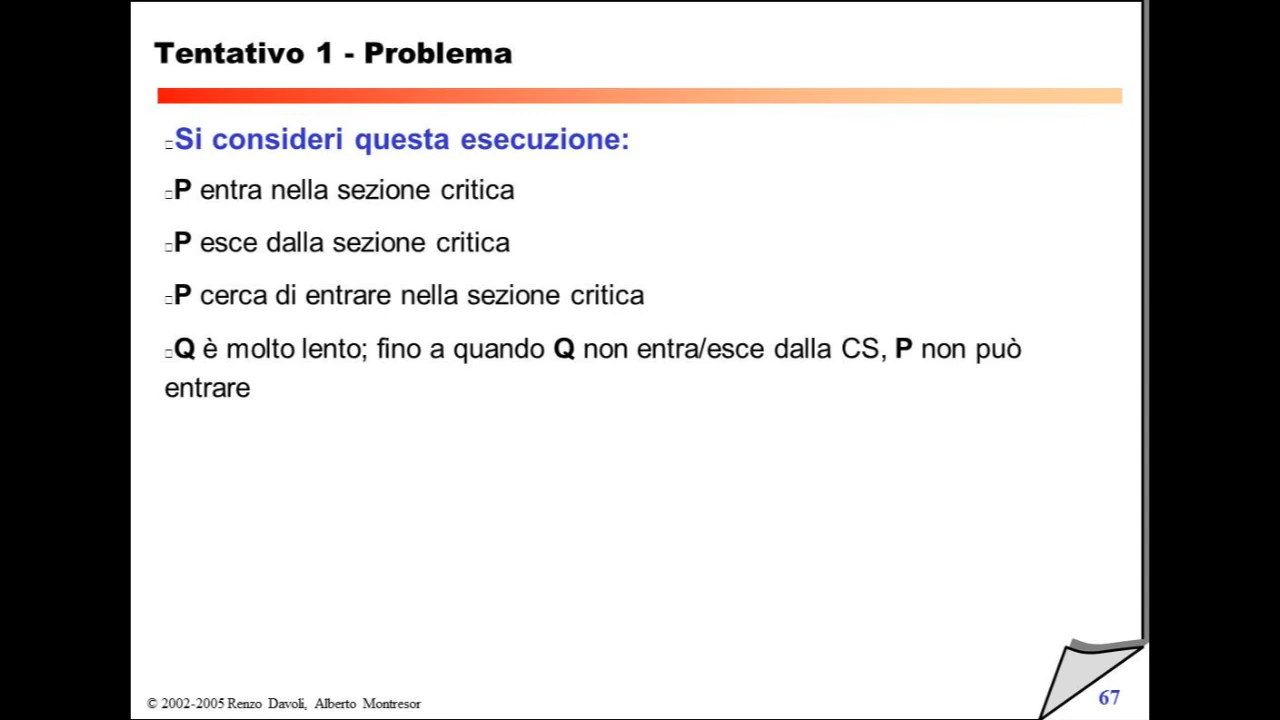 Tentativo 1 - Problema
Si consideri questa esecuzione:
P entra nella sezione critica
P esce dalla sezione critica
P cerca di entrare nella sezione critica
Q è molto lento; fino a quando Q non entra/esce dalla CS, P non può
entrare
© 2002-2005 Renzo Davoli, Alberto Montresor
67